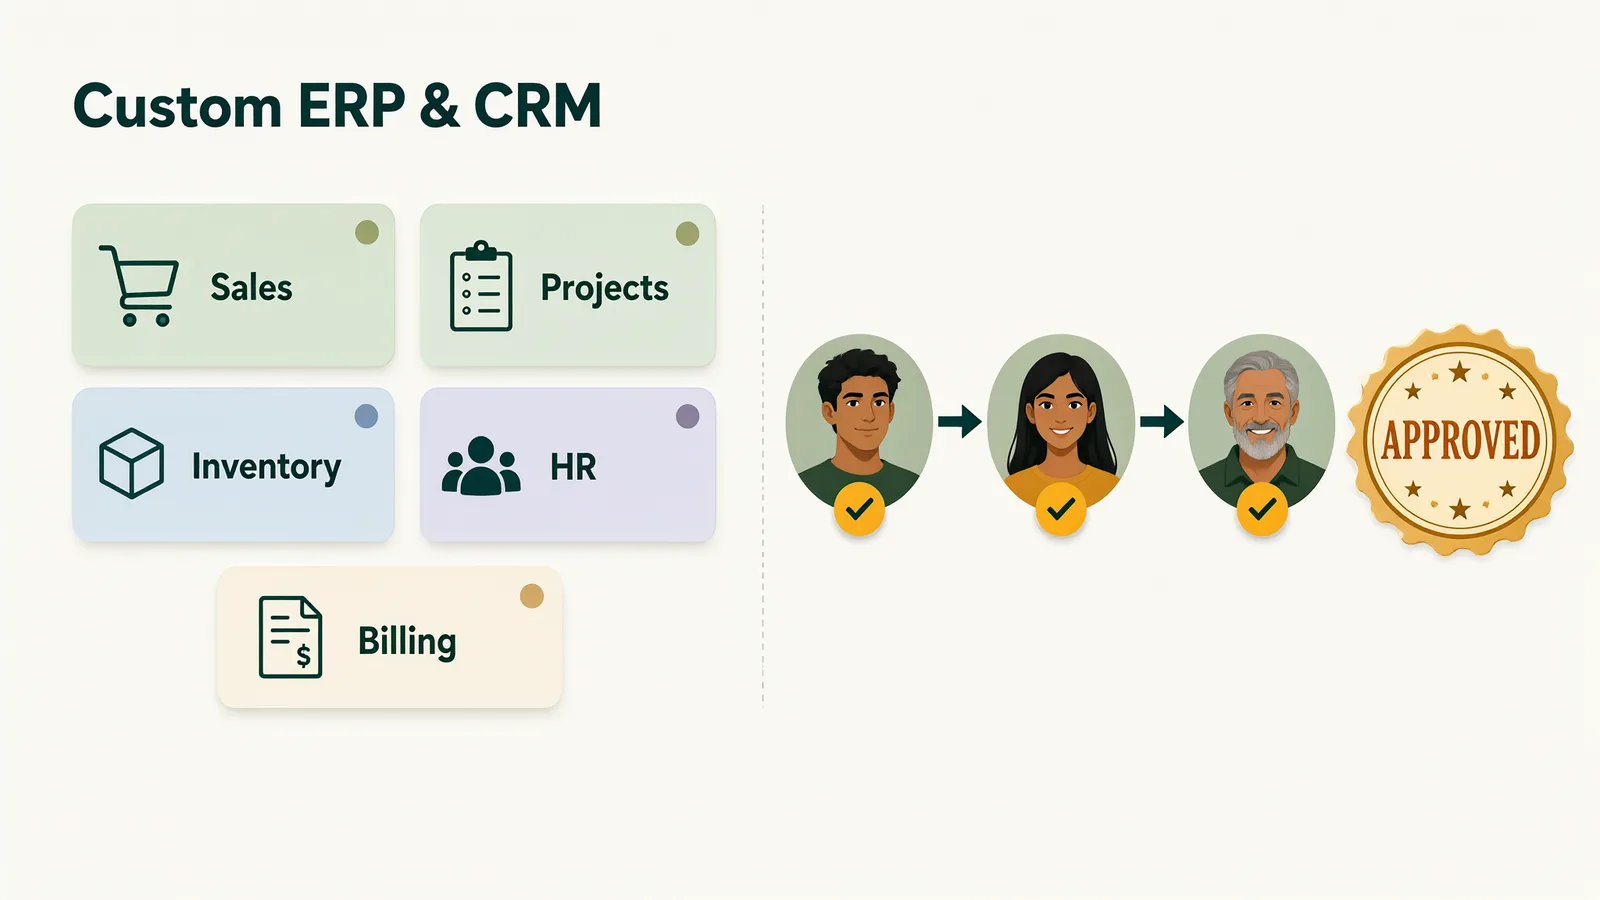 Custom ERP & CRM
Sales
Projects
Inventory
HR
$
Billing
APPROVED